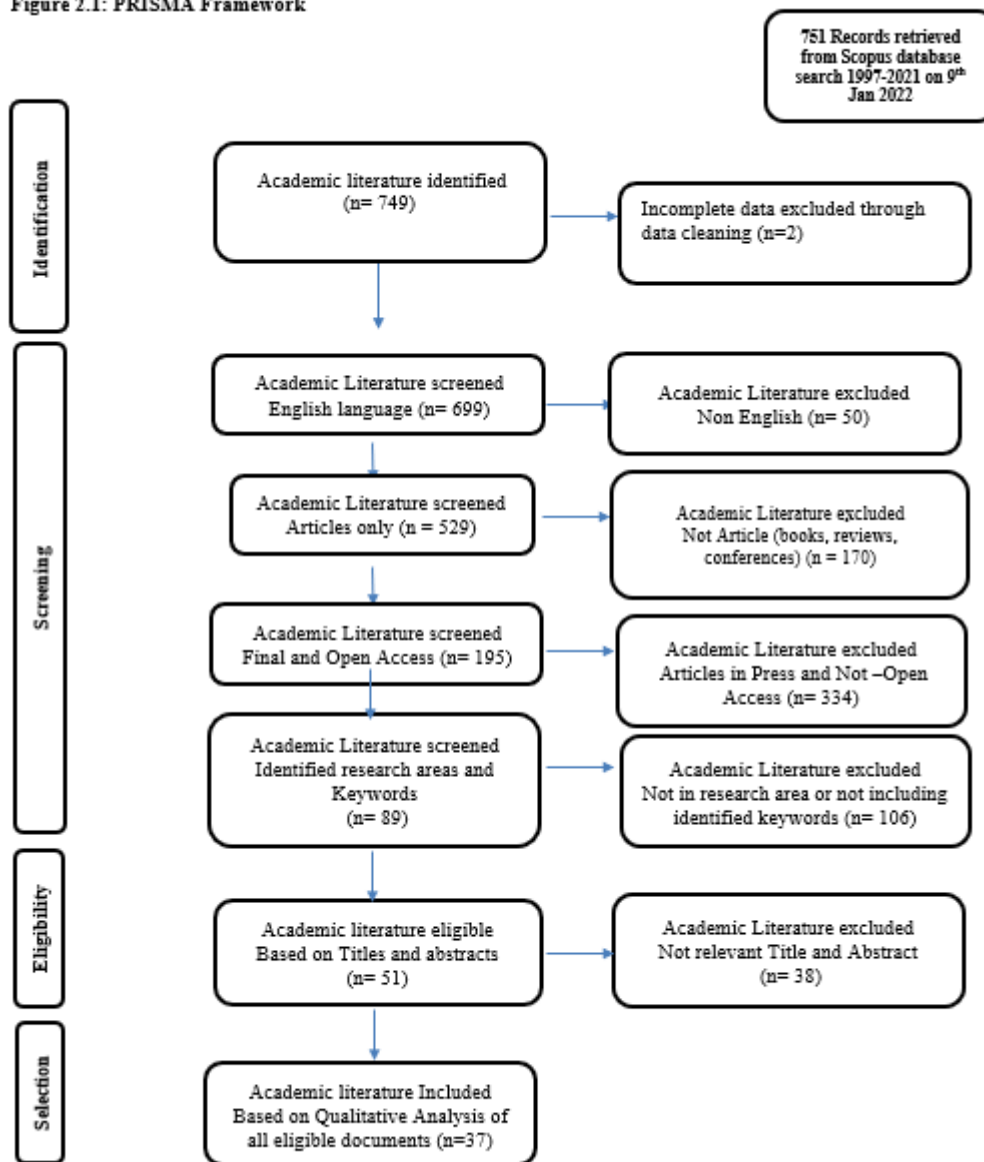 Figure 2.1: PRISMA Framework
751 Records retrieved
from Scopus database
search 1997-2021 on 9th
Jan 2022
Identification
Academic literature identified
(n= 749)
Incomplete data excluded through
data cleaning (n=2)
Screening
Academic Literature screened
English language (n= 699)
Academic Literature excluded
Non English (n= 50)
Academic Literature screened
Articles only (n = 529)
Academic Literature excluded
Not Article (books, reviews,
conferences) (n = 170)
Academic Literature screened
Final and Open Access (n= 195)
Academic Literature excluded
Articles in Press and Not –Open
Access (n= 334)
Academic Literature screened
Identified research areas and
Keywords
(n= 89)
Academic Literature excluded
Not in research area or not including
identified keywords (n= 106)
Eligibility
Academic literature eligible
Based on Titles and abstracts
(n= 51)
Academic Literature excluded
Not relevant Title and Abstract
(n= 38)
Selection
Academic literature Included
Based on Qualitative Analysis of
all eligible documents (n=37)